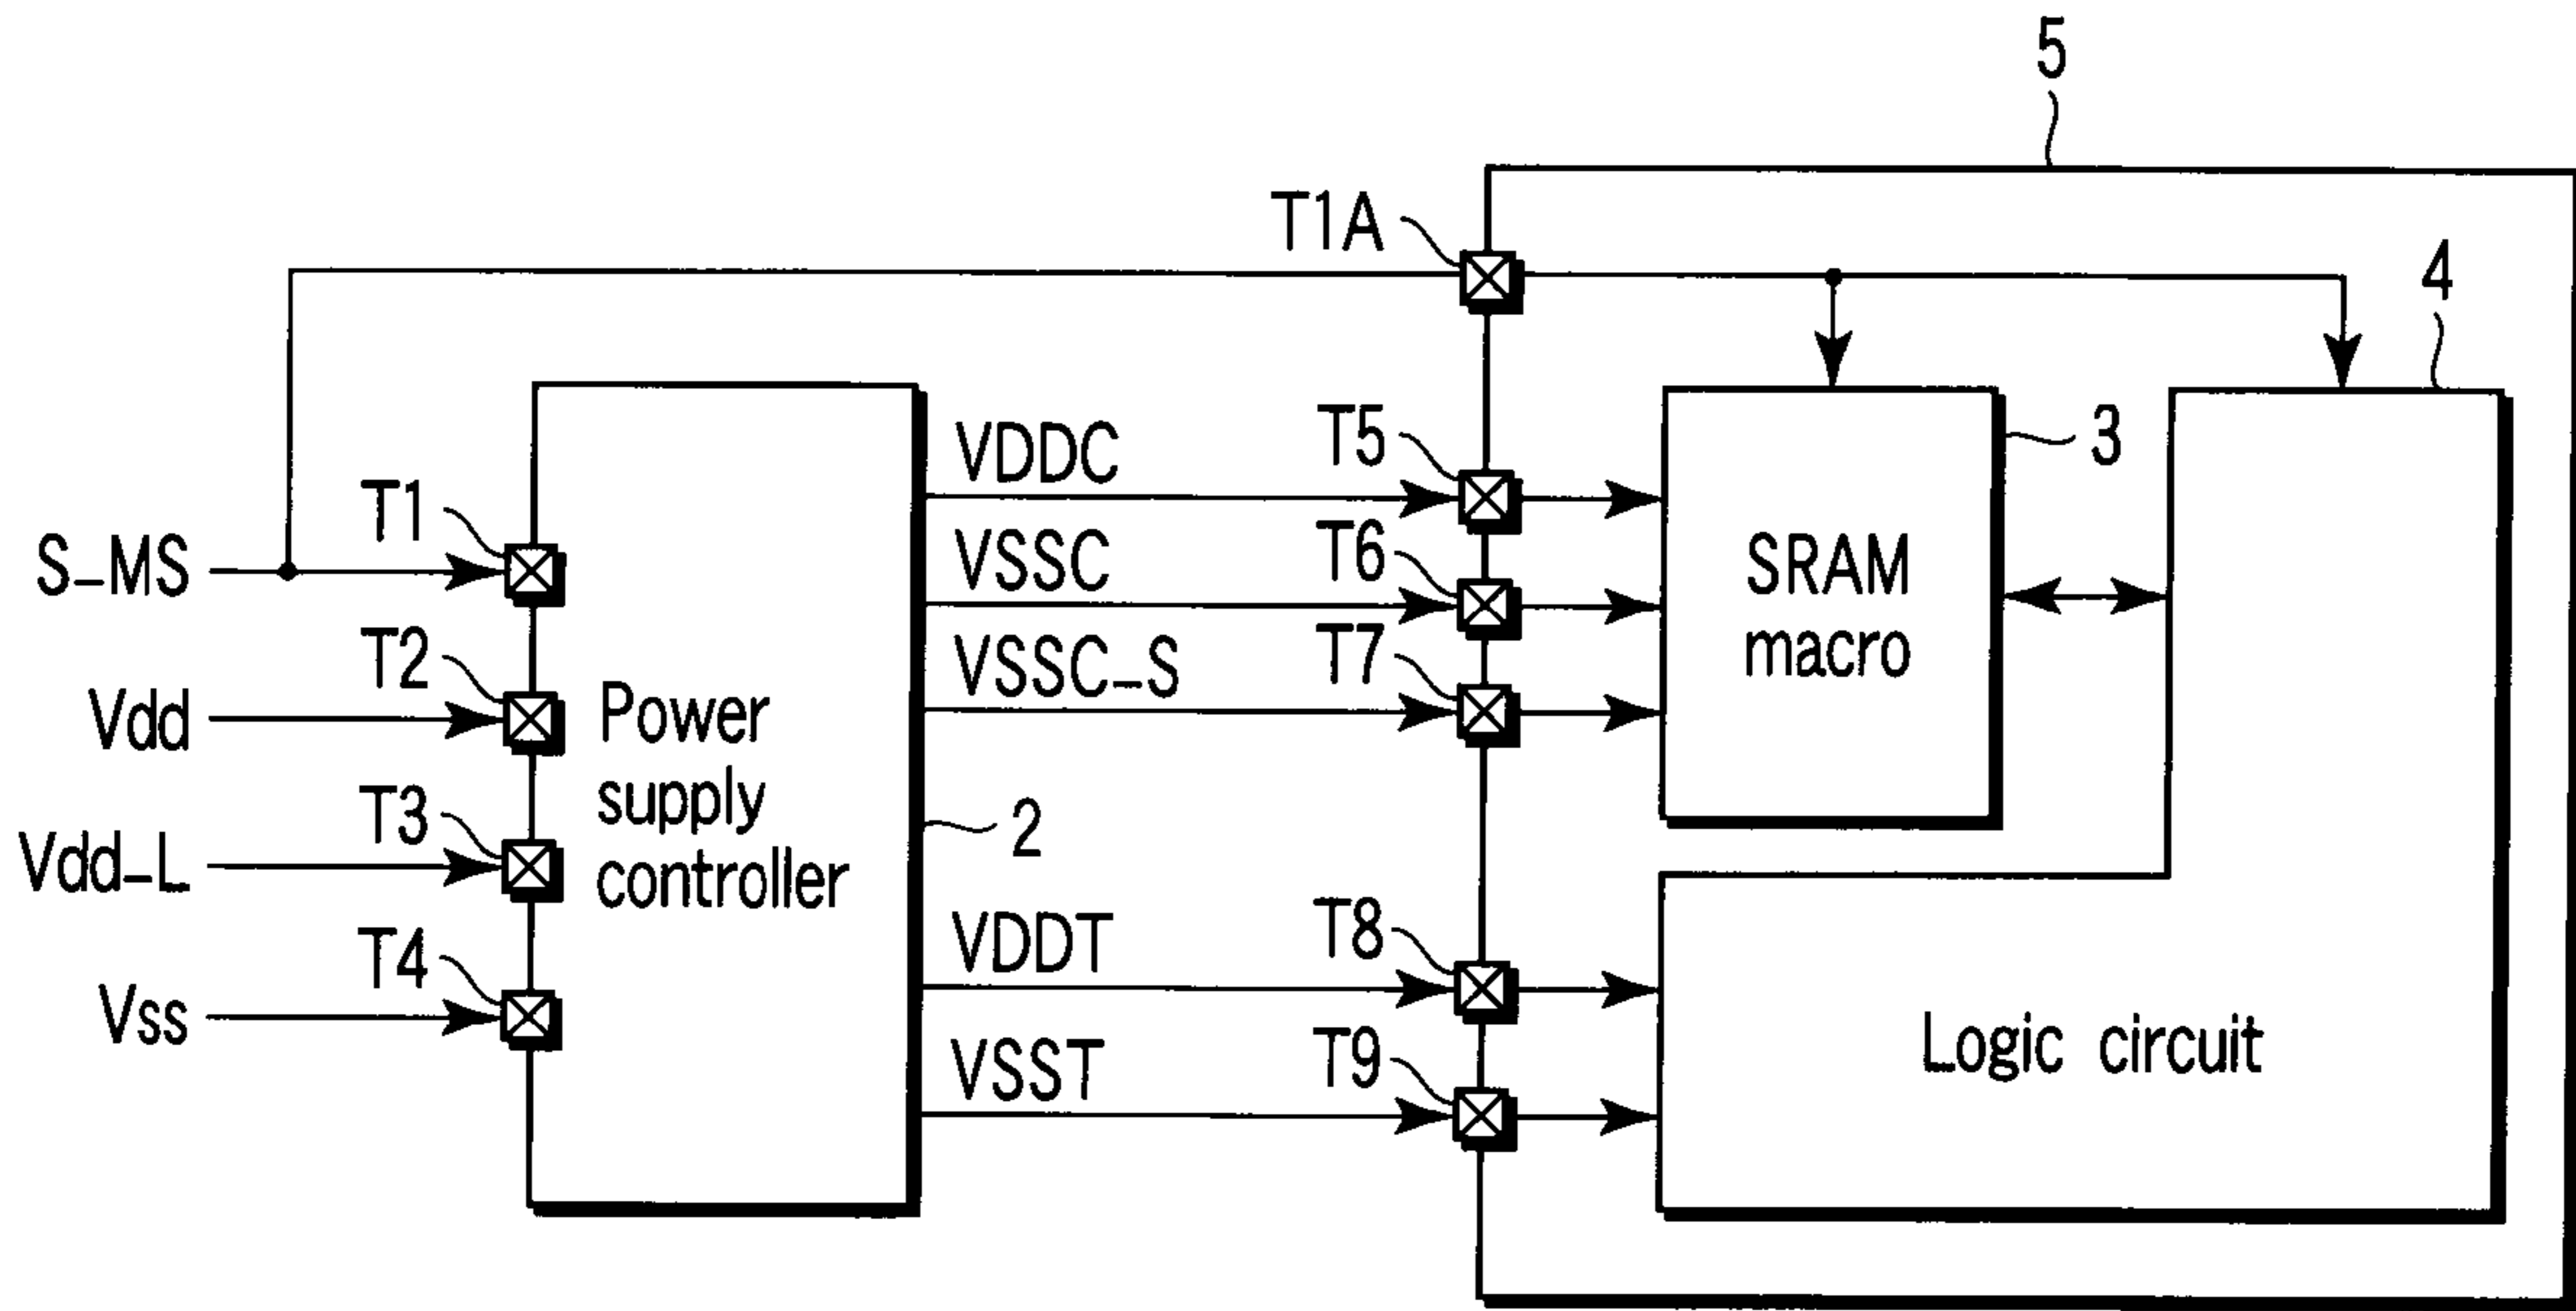 5
T1A
4
T1
S-MS
T2
Vdd
T3
Vdd-L
T4
Vss
Power
supply
controller
2
VDDC
VSSC
VSSC-S
VDDT
VSST
T5
T6
T7
T8
T9
SRAM
macro
3
Logic circuit